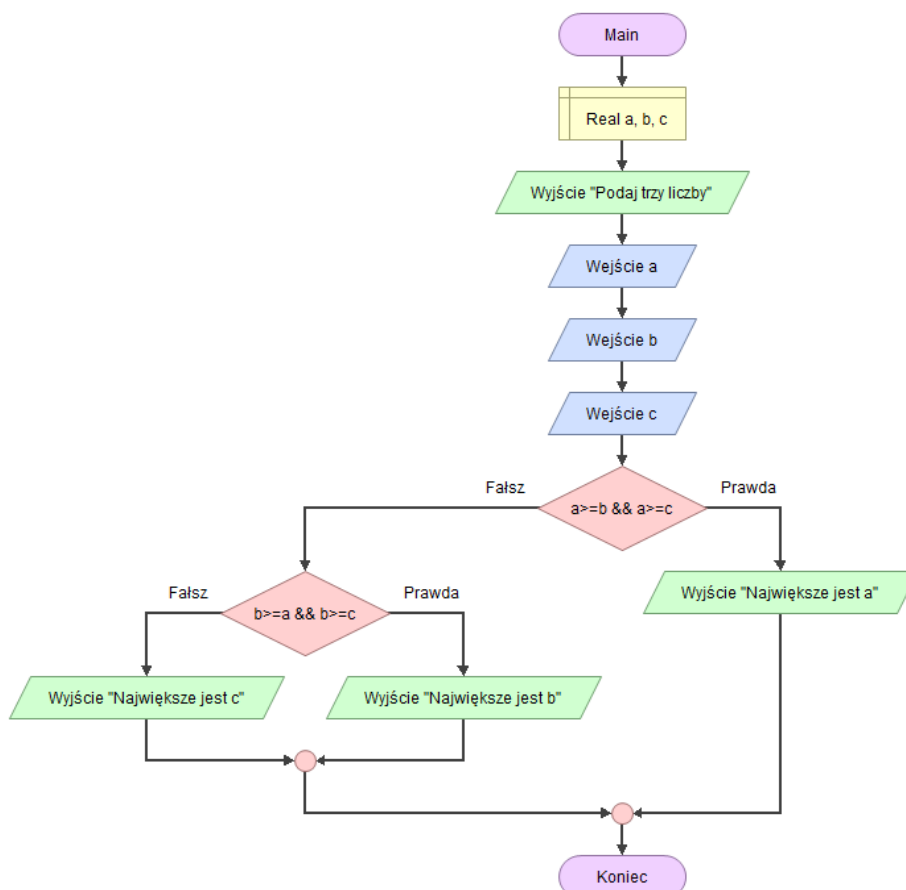 Main
Real a, b, c
Wyjście "Podaj trzy liczby"
Wejście a
Wejście b
Wejście c
Fałsz
Prawda
a>=b && a>=c
Wyjście "Największe jest a"
Fałsz
Prawda
b>=a && b>=c
Wyjście "Największe jest c"
Wyjście "Największe jest b"
Koniec